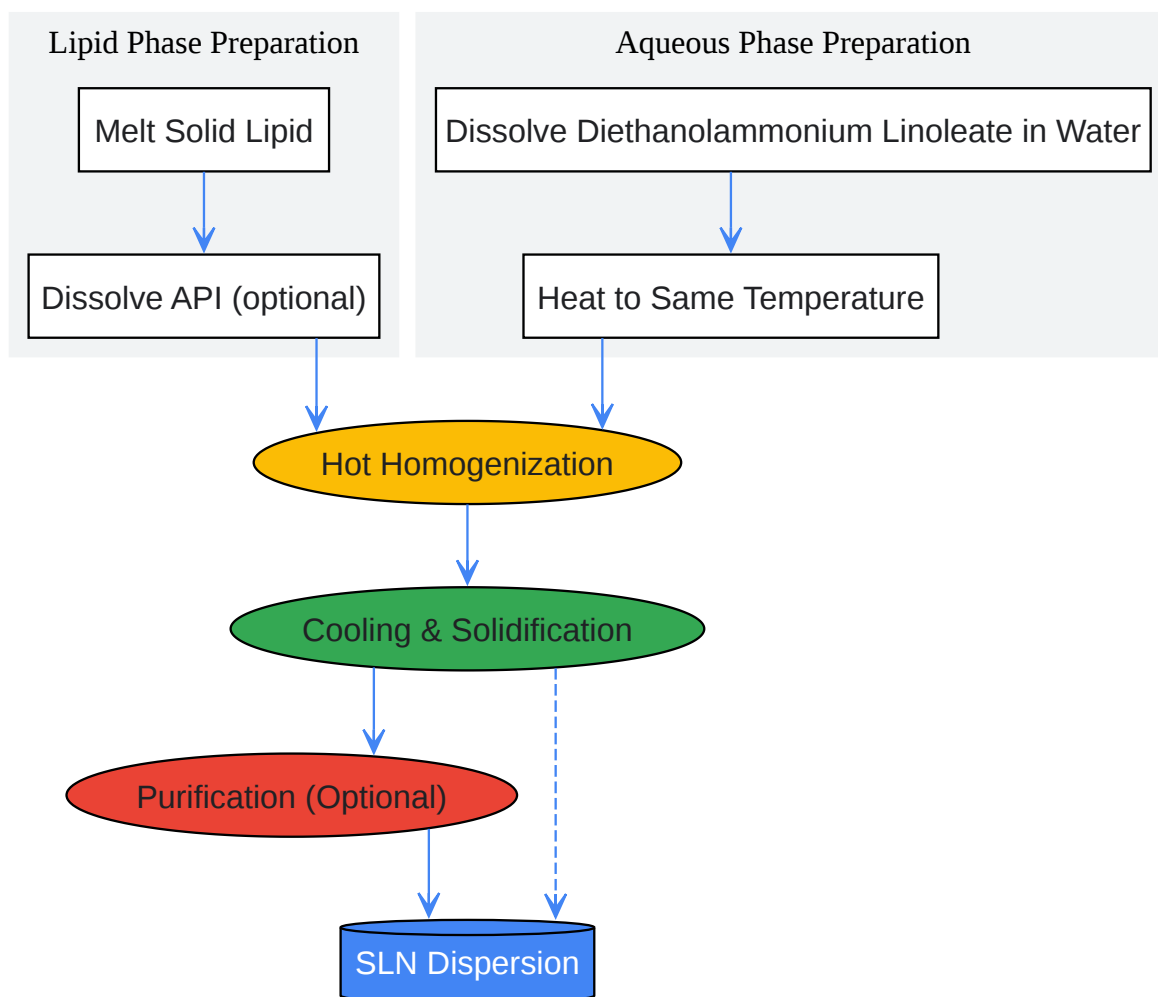 Lipid Phase Preparation
Aqueous Phase Preparation
Melt Solid Lipid
Dissolve Diethanolammonium Linoleate in Water
Dissolve API (optional)
Heat to Same Temperature
Hot Homogenization
Cooling & Solidification
Purification (Optional)
SLN Dispersion